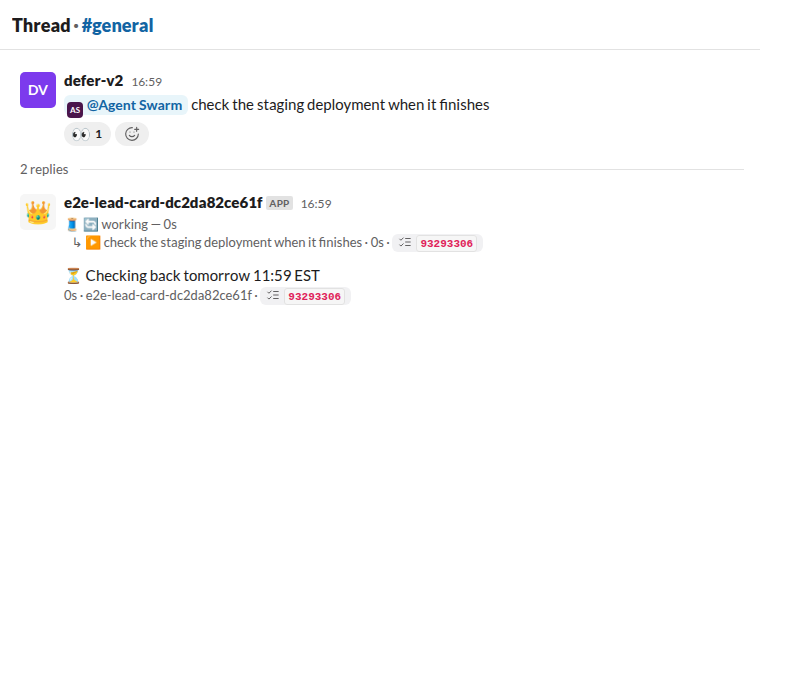 Thread • #general
DV
defer-v2 16:59
AS @Agent Swarm check the staging deployment when it finishes
👀 1
2 replies
e2e-lead-card-dc2da82ce61f APP 16:59
🧵 🔄 working — 0s
↳ ▶️ check the staging deployment when it finishes · 0s · 93293306
⏳ Checking back tomorrow 11:59 EST
0s · e2e-lead-card-dc2da82ce61f · 93293306